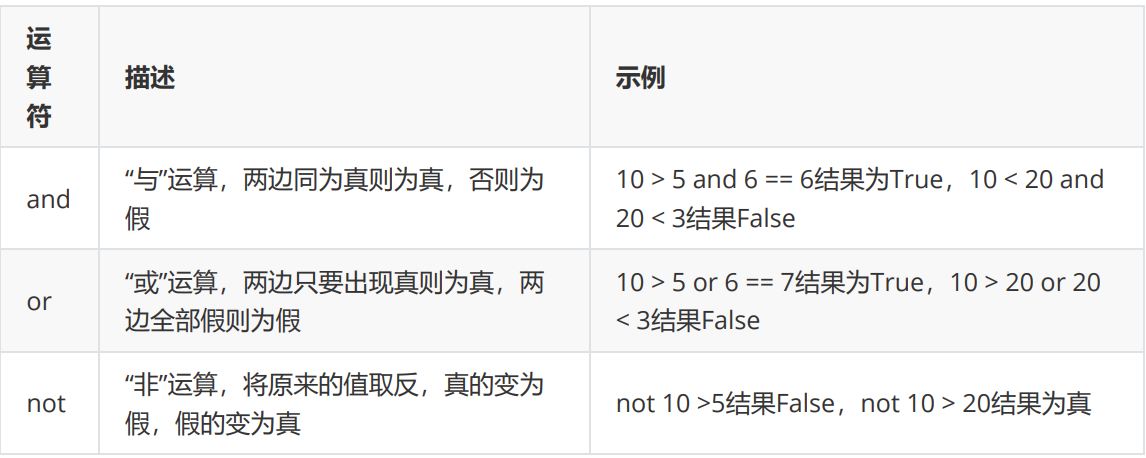 运
算
符
描述
示例
and
“与”运算，两边同为真则为真，否则为
假
10 > 5 and 6 == 6结果为True，10 < 20 and
20 < 3结果False
or
“或”运算，两边只要出现真则为真，两
边全部假则为假
10 > 5 or 6 == 7结果为True，10 > 20 or 20
< 3结果False
not
“非”运算，将原来的值取反，真的变为
假，假的变为真
not 10 >5结果False，not 10 > 20结果为真